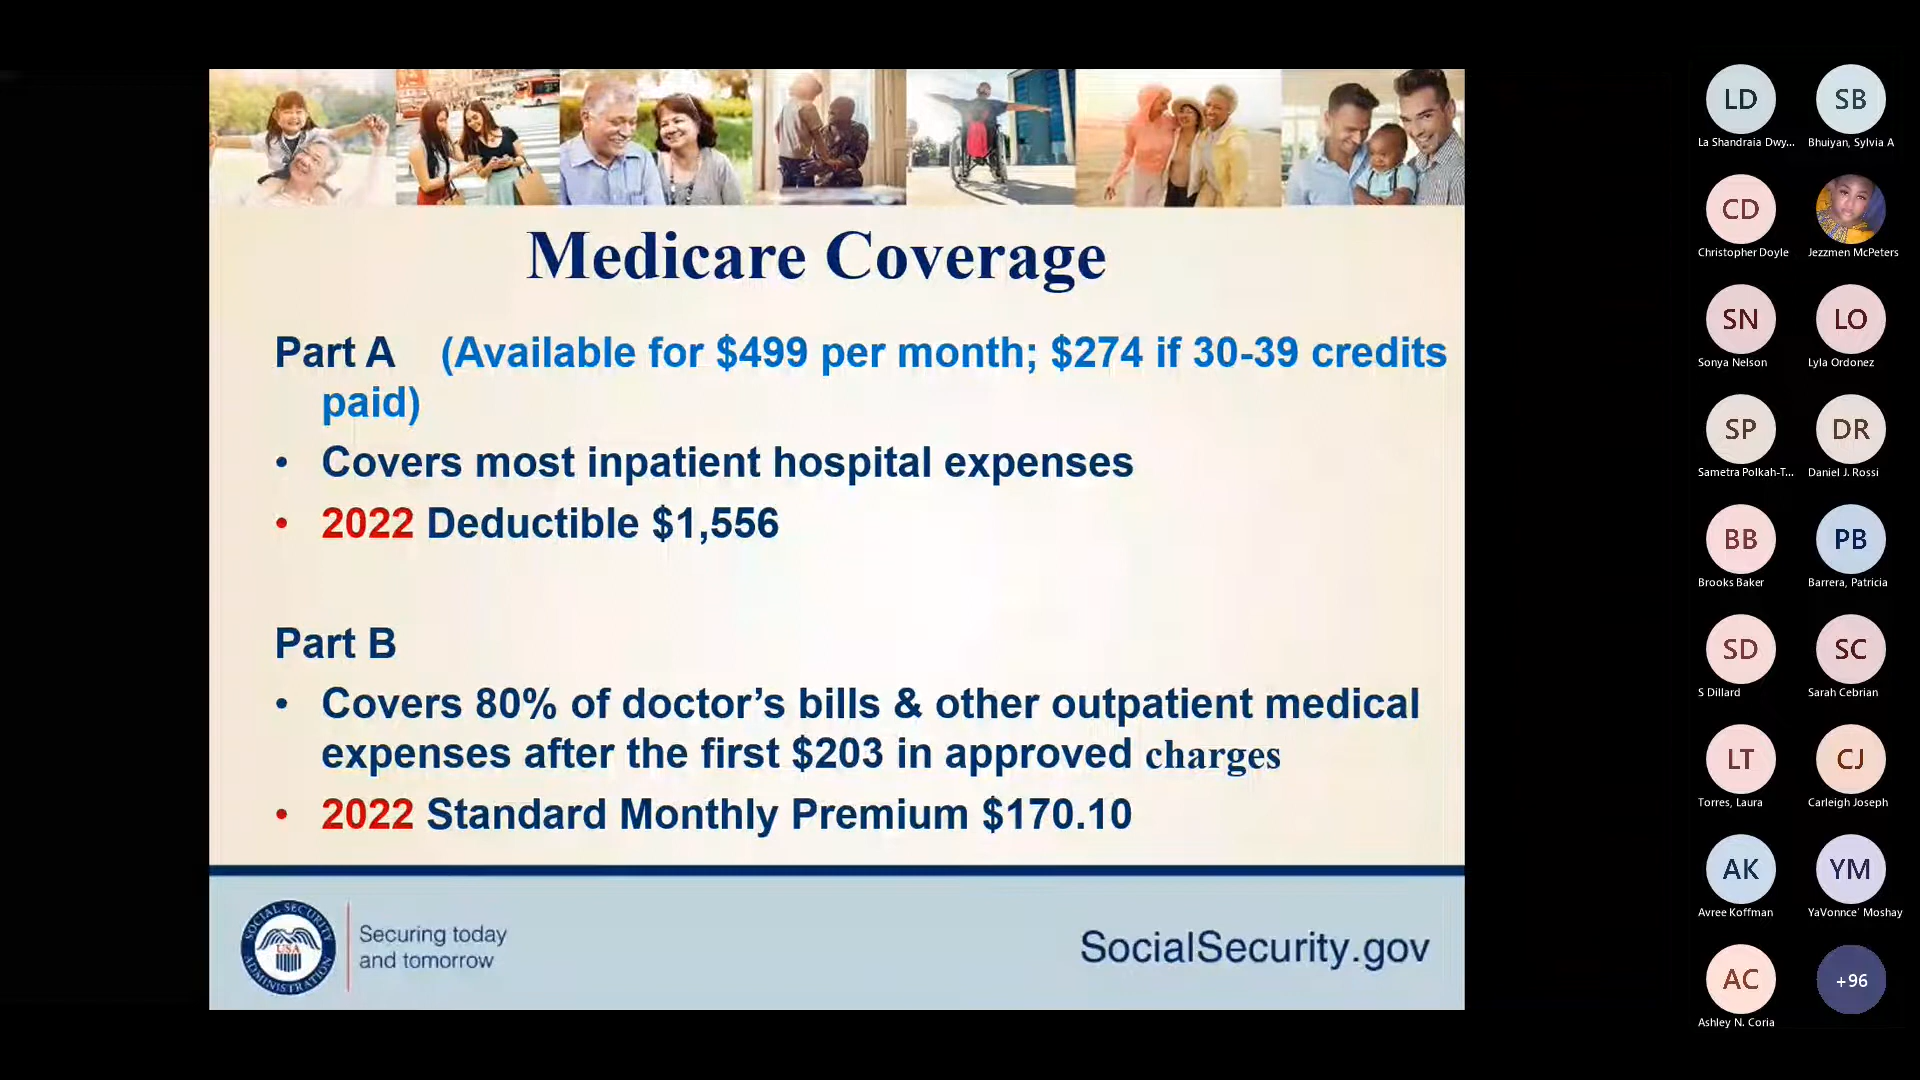 Medicare Coverage
Part A (Available for $499 per month; $274 if 30-39 credits
paid)
• Covers most inpatient hospital expenses
• 2022 Deductible $1,556
Part B
• Covers 80% of doctor’s bills & other outpatient medical
expenses after the first $203 in approved charges
• 2022 Standard Monthly Premium $170.10
SOCIAL SECURITY ADMINISTRATION
USA
Securing today
and tomorrow
SocialSecurity.gov
LD SB
La Shandraia Dwy... Bhuiyan, Sylvia A
CD
Christopher Doyle Jezzmen McPeters
SN LO
Sonya Nelson Lyla Ordonez
SP DR
Sametra Polkah-T... Daniel J. Rossi
BB PB
Brooks Baker Barrera, Patricia
SD SC
S Dillard Sarah Cebrian
LT CJ
Torres, Laura Carleigh Joseph
AK YM
Avree Koffman YaVonnce' Moshay
AC +96
Ashley N. Coria